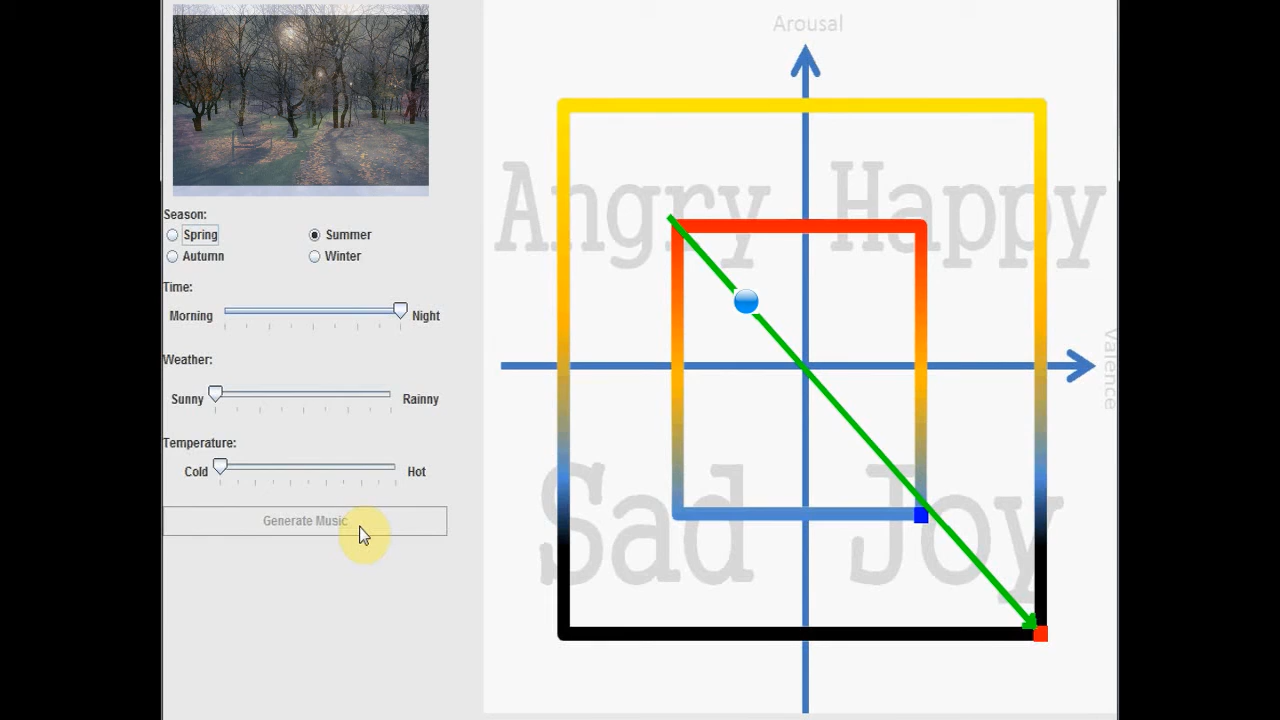 Season:
Spring
Summer
Autumn
Winter
Time:
Morning
Night
Weather:
Sunny
Rainny
Temperature:
Cold
Hot
Generate Music
Arousal
Angry Happy
Valence
Sad Joy